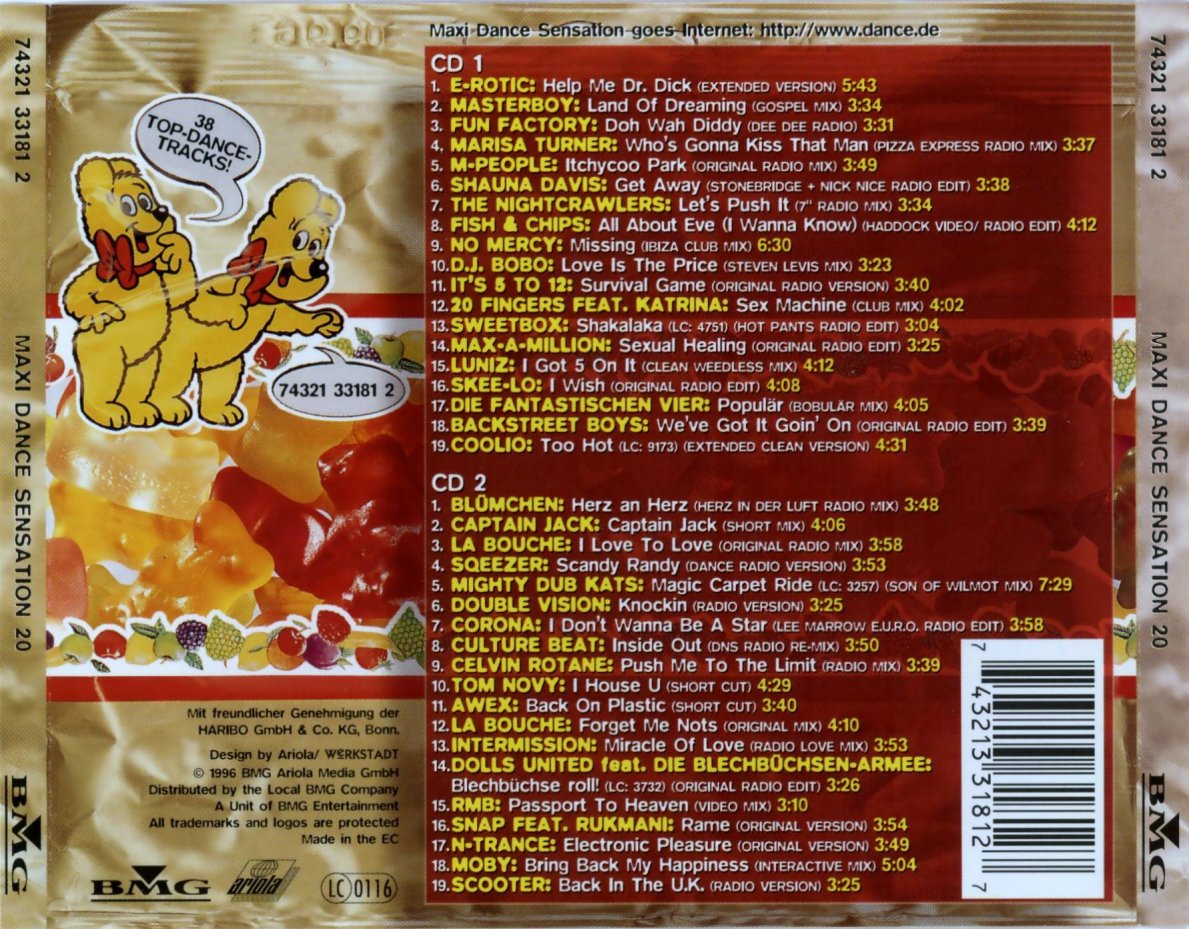 74321 33181 2
MAXI DANCE SENSATION 20
BMG
38
TOP-DANCE-
TRACKS!
74321 33181 2
Mit freundlicher Genehmigung der
HARIBO GmbH & Co. KG, Bonn.
Design by Ariola/ WERKSTADT
© 1996 BMG Ariola Media GmbH
Distributed by the Local BMG Company
A Unit of BMG Entertainment
All trademarks and logos are protected
Made in the EC
BMG
ariola
LC 0116
Maxi Dance Sensation goes Internet: http://www.dance.de
CD 1
1. E-ROTIC: Help Me Dr. Dick (EXTENDED VERSION) 5:43
2. MASTERBOY: Land Of Dreaming (GOSPEL MIX) 3:34
3. FUN FACTORY: Doh Wah Diddy (DEE DEE RADIO) 3:31
4. MARISA TURNER: Who's Gonna Kiss That Man (PIZZA EXPRESS RADIO MIX) 3:37
5. M-PEOPLE: Itchycoo Park (ORIGINAL RADIO MIX) 3:49
6. SHAUNA DAVIS: Get Away (STONEBRIDGE + NICK NICE RADIO EDIT) 3:38
7. THE NIGHTCRAWLERS: Let's Push It (7" RADIO MIX) 3:34
8. FISH & CHIPS: All About Eve (I Wanna Know) (HADDOCK VIDEO/ RADIO EDIT) 4:12
9. NO MERCY: Missing (IBIZA CLUB MIX) 6:30
10. D.J. BOBO: Love Is The Price (STEVEN LEVIS MIX) 3:23
11. IT'S 5 TO 12: Survival Game (ORIGINAL RADIO VERSION) 3:40
12. 20 FINGERS FEAT. KATRINA: Sex Machine (CLUB MIX) 4:02
13. SWEETBOX: Shakalaka (LC: 4751) (HOT PANTS RADIO EDIT) 3:04
14. MAX-A-MILLION: Sexual Healing (ORIGINAL RADIO EDIT) 3:25
15. LUNIZ: I Got 5 On It (CLEAN WEEDLESS MIX) 4:12
16. SKEE-LO: I Wish (ORIGINAL RADIO EDIT) 4:08
17. DIE FANTASTISCHEN VIER: Populär (BOBULÄR MIX) 4:05
18. BACKSTREET BOYS: We've Got It Goin' On (ORIGINAL RADIO EDIT) 3:39
19. COOLIO: Too Hot (LC: 9173) (EXTENDED CLEAN VERSION) 4:31
CD 2
1. BLÜMCHEN: Herz an Herz (HERZ IN DER LUFT RADIO MIX) 3:48
2. CAPTAIN JACK: Captain Jack (SHORT MIX) 4:06
3. LA BOUCHE: I Love To Love (ORIGINAL RADIO MIX) 3:58
4. SQEEZER: Scandy Randy (DANCE RADIO VERSION) 3:53
5. MIGHTY DUB KATS: Magic Carpet Ride (LC: 3257) (SON OF WILMOT MIX) 7:29
6. DOUBLE VISION: Knockin (RADIO VERSION) 3:25
7. CORONA: I Don't Wanna Be A Star (LEE MARROW E.U.R.O. RADIO EDIT) 3:58
8. CULTURE BEAT: Inside Out (DNS RADIO RE-MIX) 3:50
9. CELVIN ROTANE: Push Me To The Limit (RADIO MIX) 3:39
10. TOM NOVY: I House U (SHORT CUT) 4:29
11. AWEX: Back On Plastic (SHORT CUT) 3:40
12. LA BOUCHE: Forget Me Nots (ORIGINAL MIX) 4:10
13. INTERMISSION: Miracle Of Love (RADIO LOVE MIX) 3:53
14. DOLLS UNITED feat. DIE BLECHBÜCHSEN-ARMEE:
Blechbüchse roll! (LC: 3732) (ORIGINAL RADIO EDIT) 3:26
15. RMB: Passport To Heaven (VIDEO MIX) 3:10
16. SNAP FEAT. RUKMANI: Rame (ORIGINAL VERSION) 3:54
17. N-TRANCE: Electronic Pleasure (ORIGINAL VERSION) 3:49
18. MOBY: Bring Back My Happiness (INTERACTIVE MIX) 5:04
19. SCOOTER: Back In The U.K. (RADIO VERSION) 3:25
7 43213 31812 7
74321 33181 2
MAXI DANCE SENSATION 20
BMG